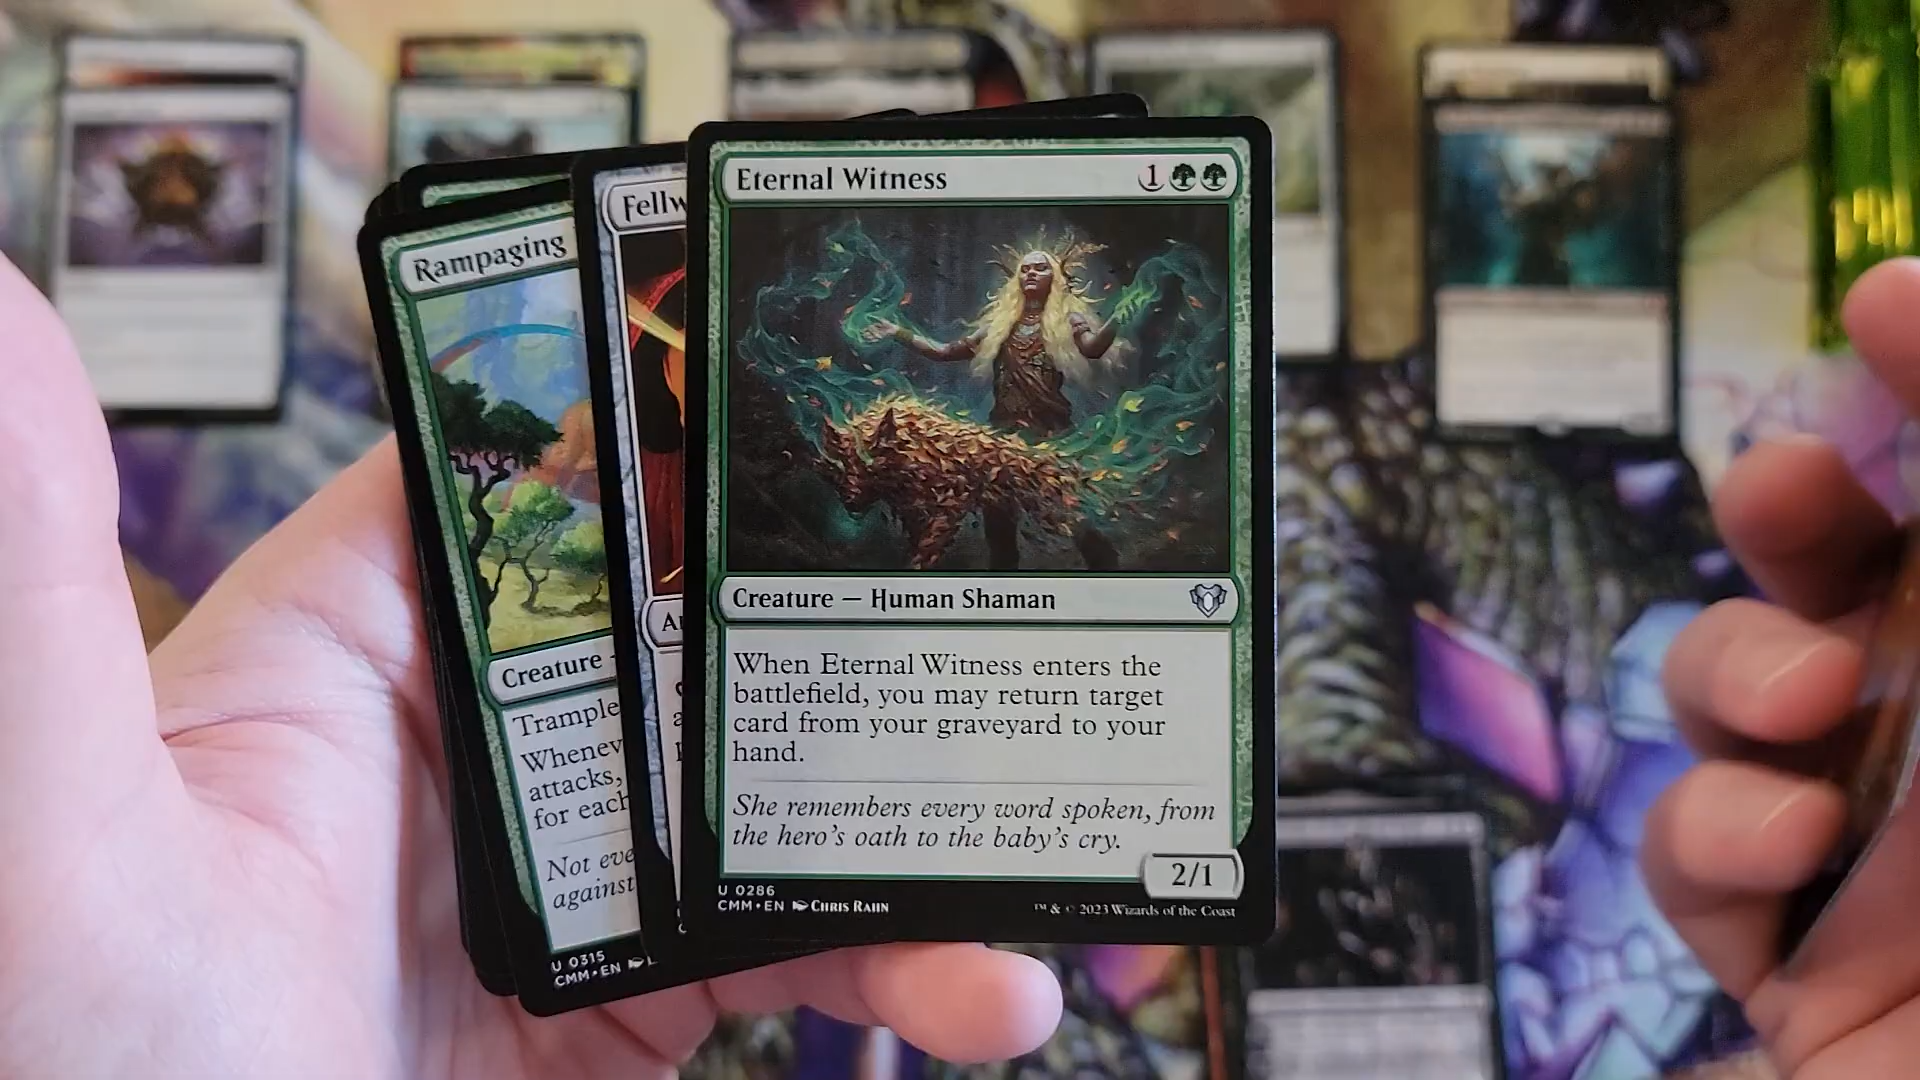 Rampaging
Creature
Trample
Whenev
attacks,
for each
Not eve
against
U 0315
CMM•EN
Fellw
Eternal Witness 1
Creature — Human Shaman
When Eternal Witness enters the
battlefield, you may return target
card from your graveyard to your
hand.
She remembers every word spoken, from
the hero's oath to the baby's cry.
2/1
U 0286
CMM•EN CHRIS RAHN
™ & © 2023 Wizards of the Coast